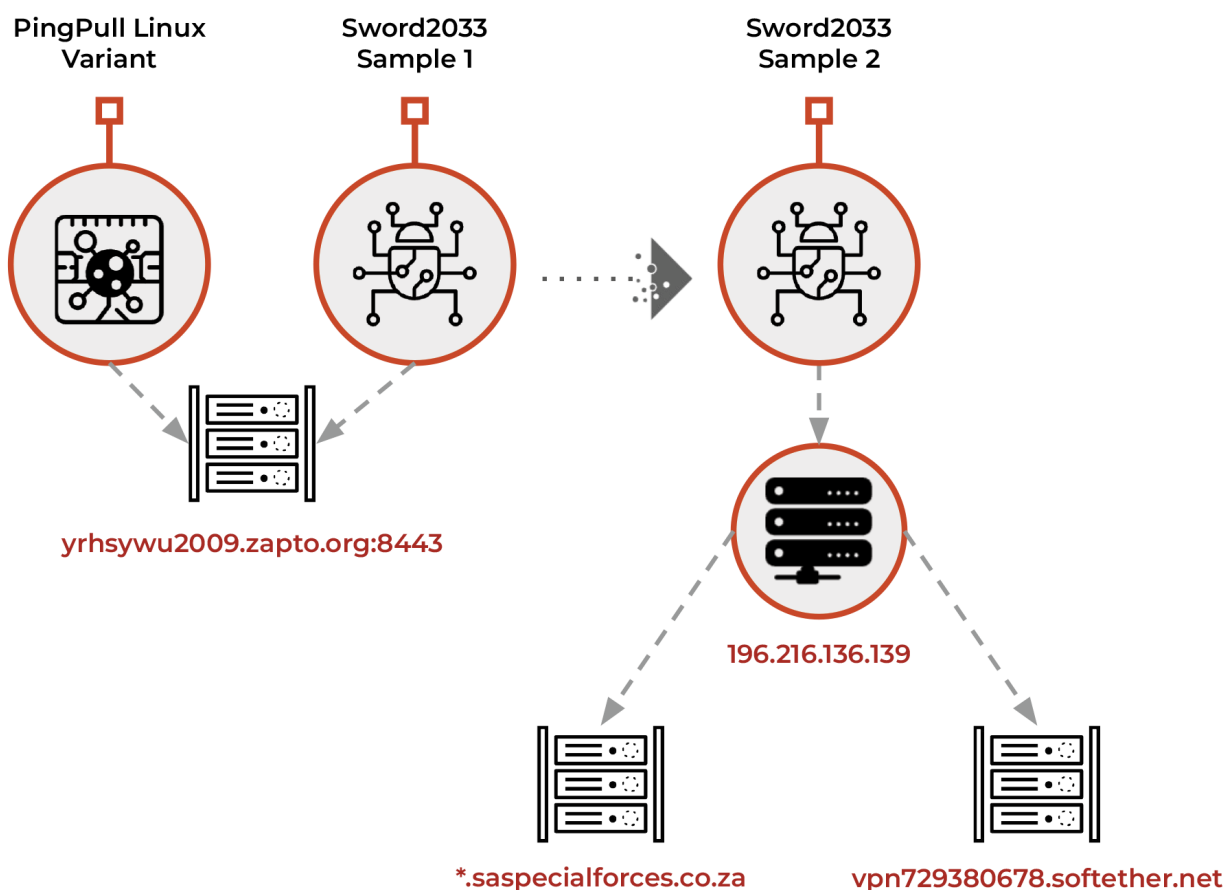 PingPull Linux
Variant
Sword2033
Sample 1
Sword2033
Sample 2
yrhsywu2009.zapto.org:8443
196.216.136.139
*.saspecialforces.co.za
vpn729380678.softether.net